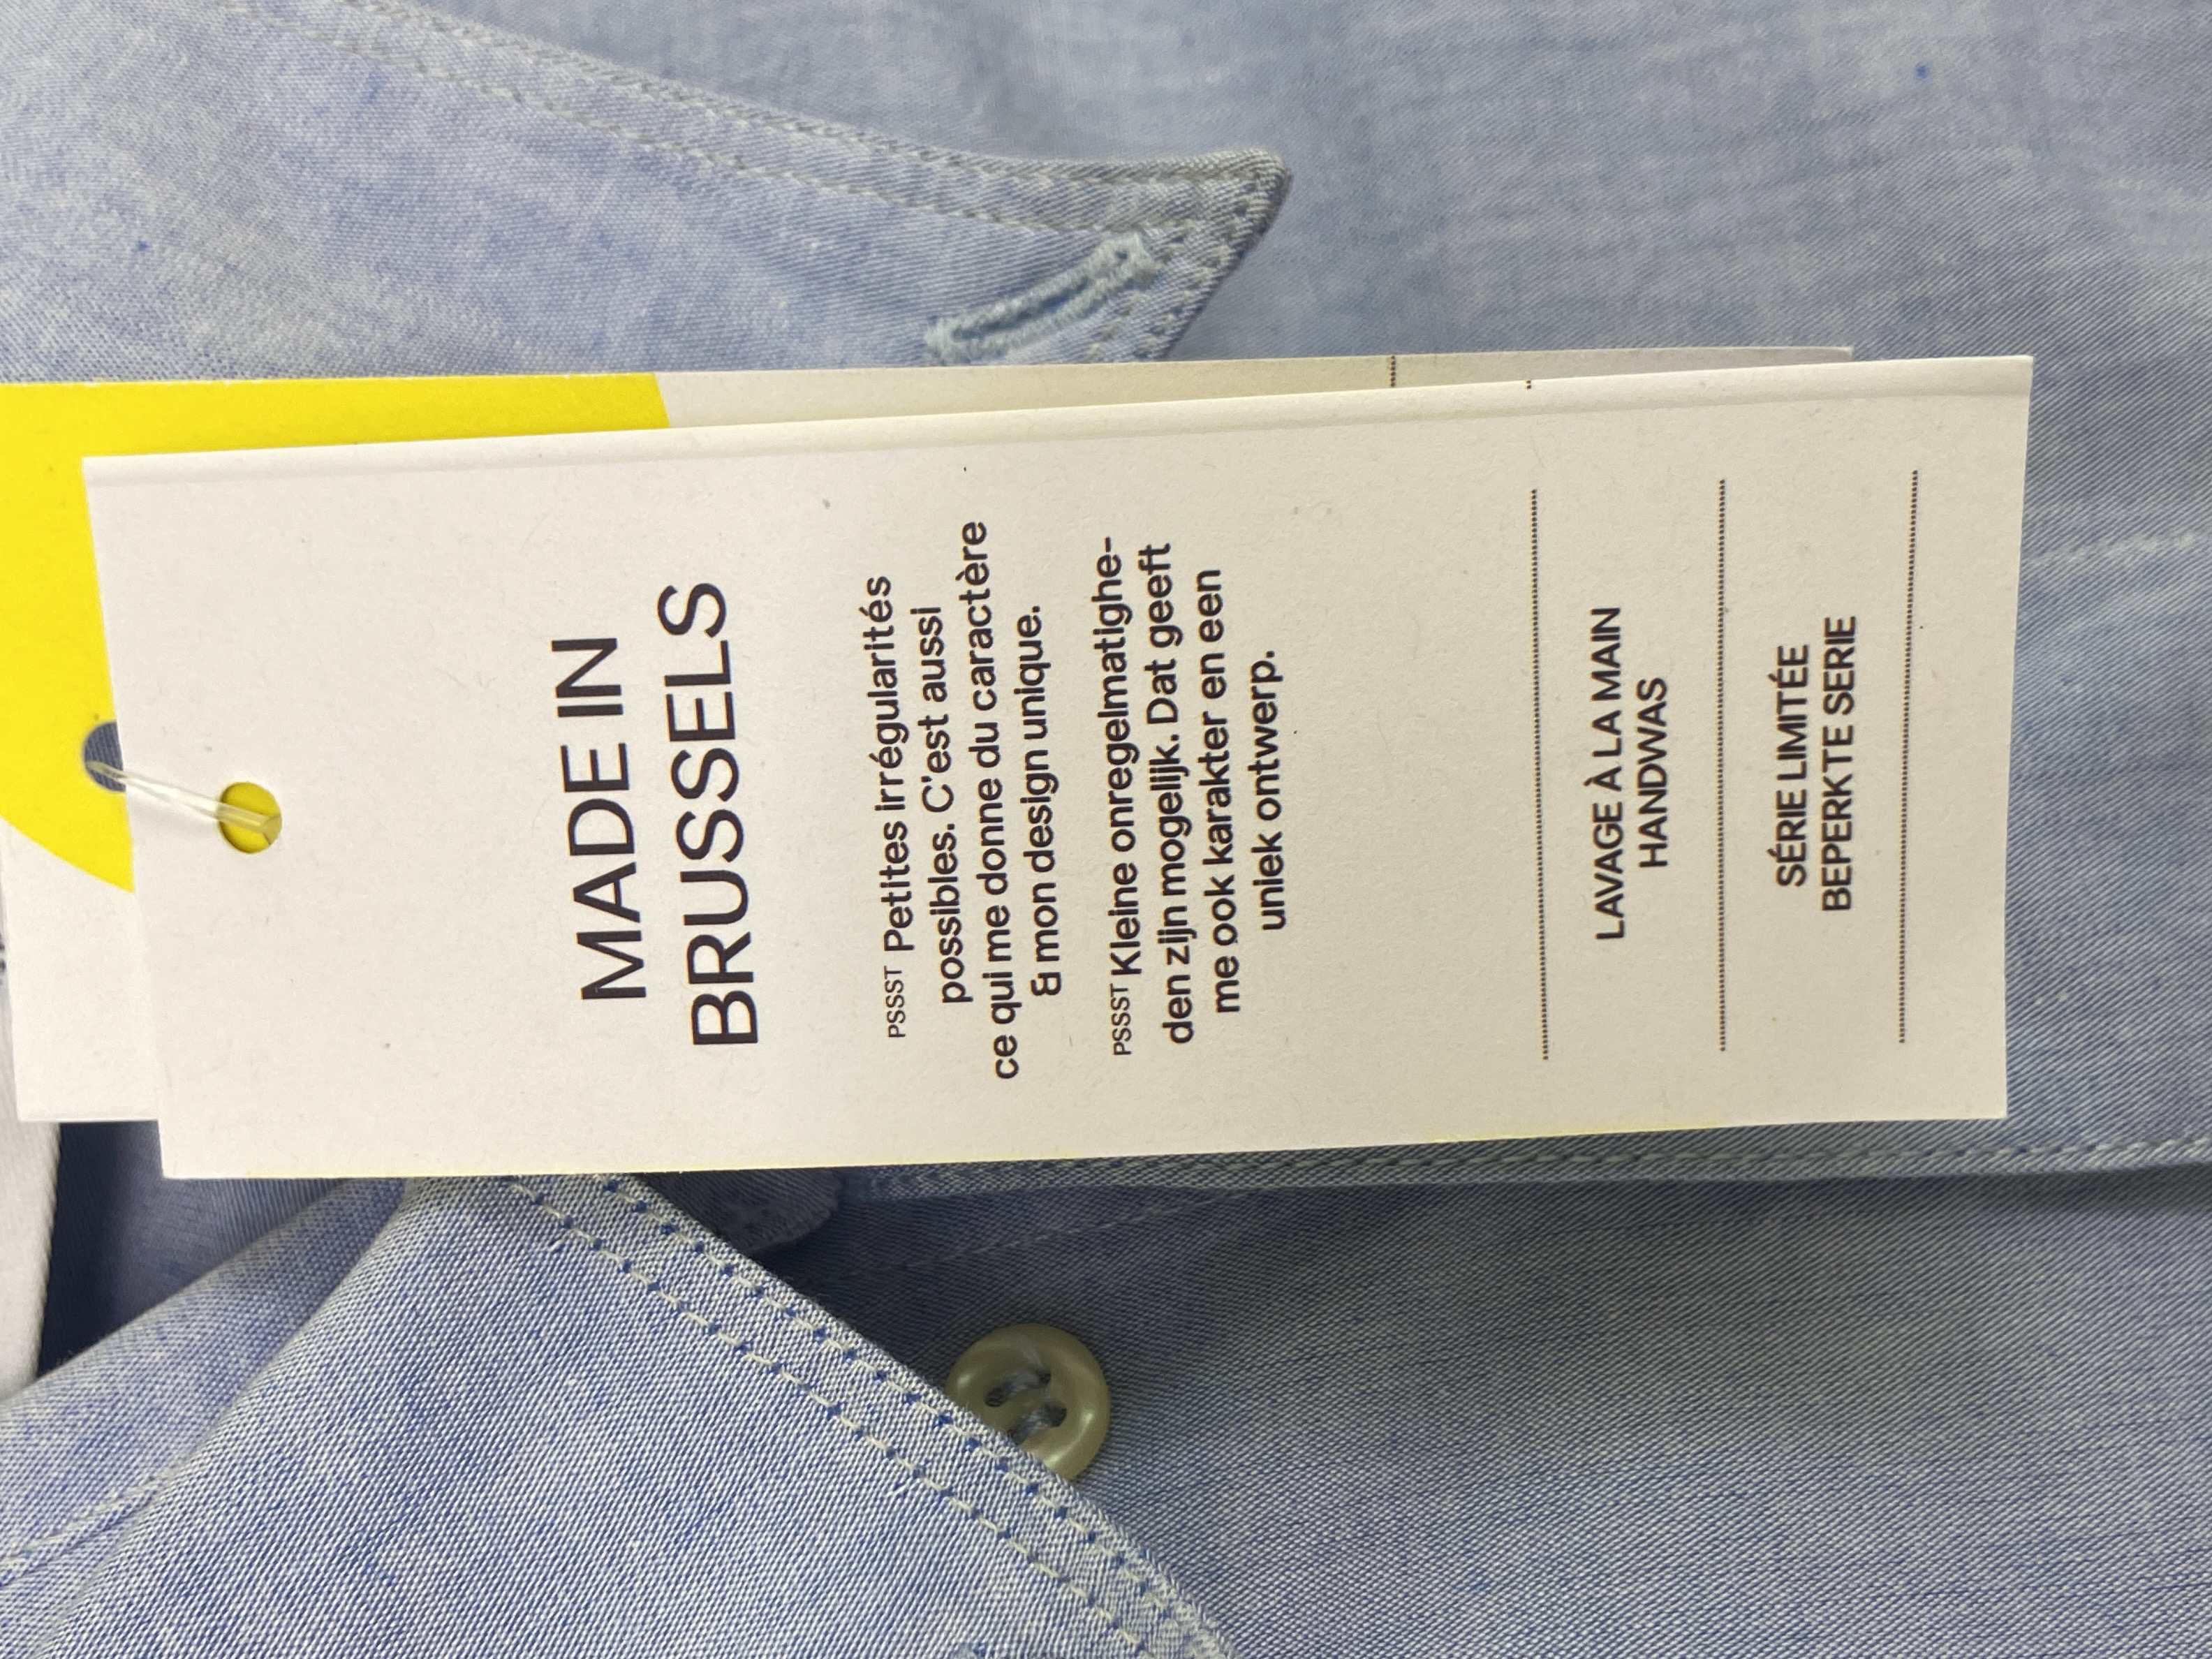 MADE IN
BRUSSELS
PSSST Petites irrégularités
possibles. C'est aussi
ce qui me donne du caractère
& mon design unique.
PSSST Kleine onregelmatighe-
den zijn mogelijk. Dat geeft
me ook karakter en een
uniek ontwerp.
LAVAGE À LA MAIN
HANDWAS
SÉRIE LIMITÉE
BEPERKTE SERIE